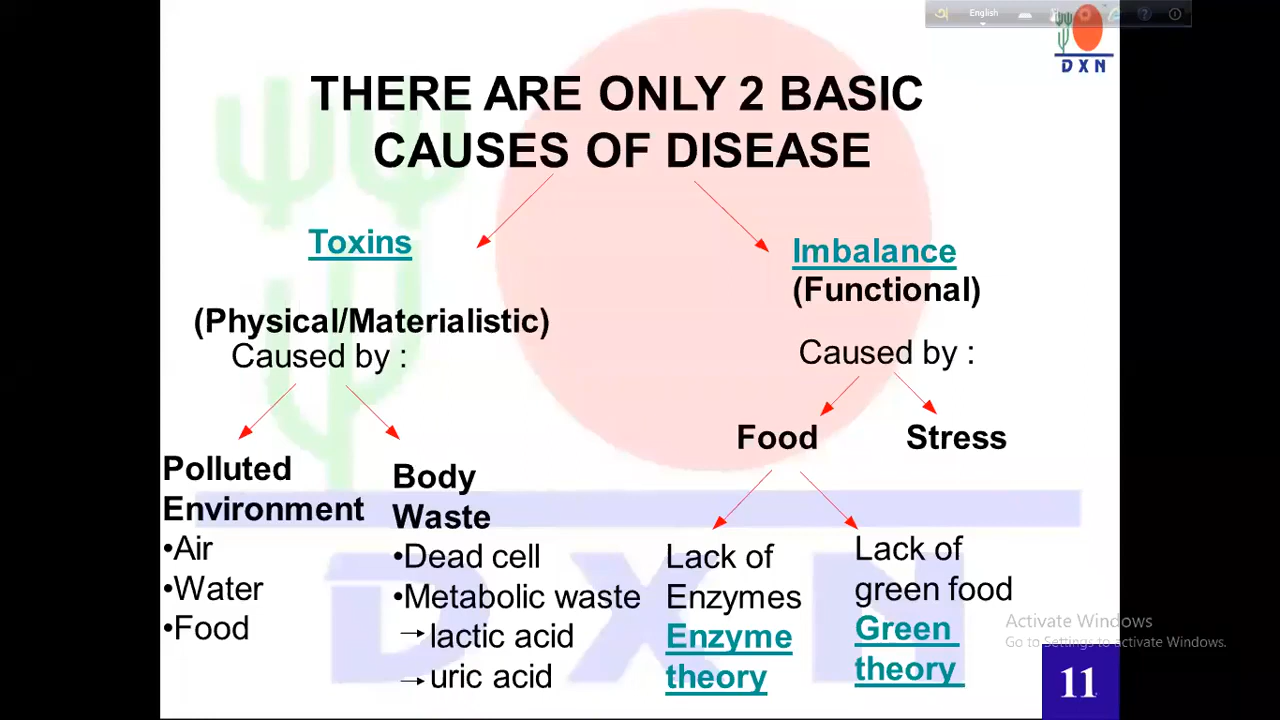 English
DXN
THERE ARE ONLY 2 BASIC
CAUSES OF DISEASE
Toxins
(Physical/Materialistic)
Caused by :
Imbalance
(Functional)
Caused by :
Polluted
Environment
•Air
•Water
•Food
Body
Waste
•Dead cell
•Metabolic waste
→ lactic acid
→ uric acid
Food
Stress
Lack of
Enzymes
Enzyme
theory
Lack of
green food
Green
theory
DXN
Activate Windows
Go to Settings to activate Windows.
11